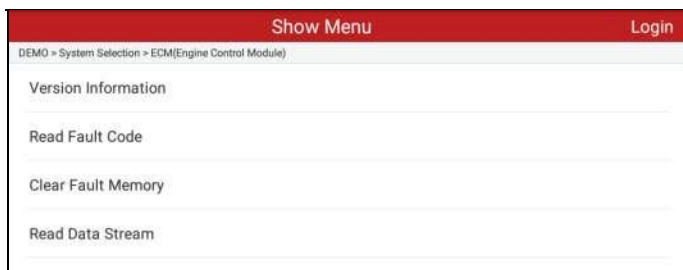 Show Menu
Login
DEMO > System Selection > ECM(Engine Control Module)
Version Information
Read Fault Code
Clear Fault Memory
Read Data Stream